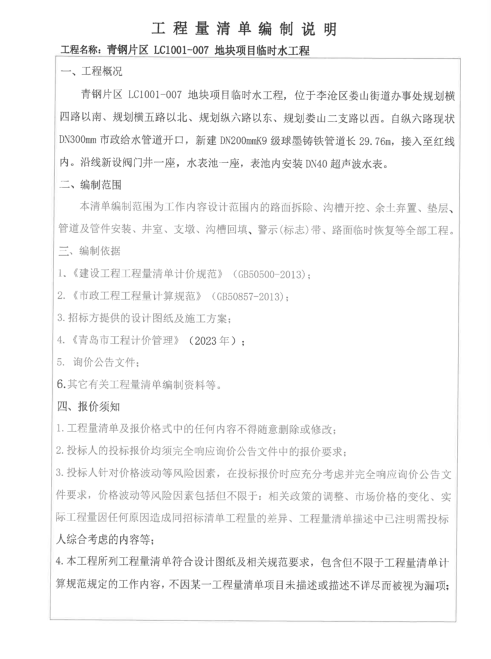 工程量清单编制说明
工程名称：青钢片区 LC1001-007 地块项目临时水工程
一、工程概况
青钢片区 LC1001-007 地块项目临时水工程，位于李沧区娄山街道办事处规划横
四路以南、规划横五路以北、规划纵六路以东、规划娄山二支路以西。自纵六路现状
DN300mm 市政给水管道开口，新建 DN200mmK9 级球墨铸铁管道长 29.76m，接入至红线
内。沿线新设阀门井一座，水表池一座，表池内安装 DN40 超声波水表。
二、编制范围
本清单编制范围为工作内容设计范围内的路面拆除、沟槽开挖、余土弃置、垫层、
管道及管件安装、井室、支墩、沟槽回填、警示(标志)带、路面临时恢复等全部工程。
三、编制依据
1.《建设工程工程量清单计价规范》（GB50500-2013)；
2.《市政工程工程量计算规范》（GB50857-2013)；
3.招标方提供的设计图纸及施工方案；
4.《青岛市工程计价管理》（2023 年）；
5. 询价公告文件；
6.其它有关工程量清单编制资料等。
四、报价须知
1.工程量清单及报价格式中的任何内容不得随意删除或修改；
2.投标人的投标报价均须完全响应询价公告文件中的报价要求；
3.投标人针对价格波动等风险因素，在投标报价时应充分考虑并完全响应询价公告文
件要求，价格波动等风险因素包括但不限于：相关政策的调整、市场价格的变化、实
际工程量因任何原因造成同招标清单工程量的差异、工程量清单描述中已注明需投标
人综合考虑的内容等；
4.本工程所列工程量清单符合设计图纸及相关规范要求，包含但不限于工程量清单计
算规范规定的工作内容，不因某一工程量清单项目未描述或描述不详尽而被视为漏项；